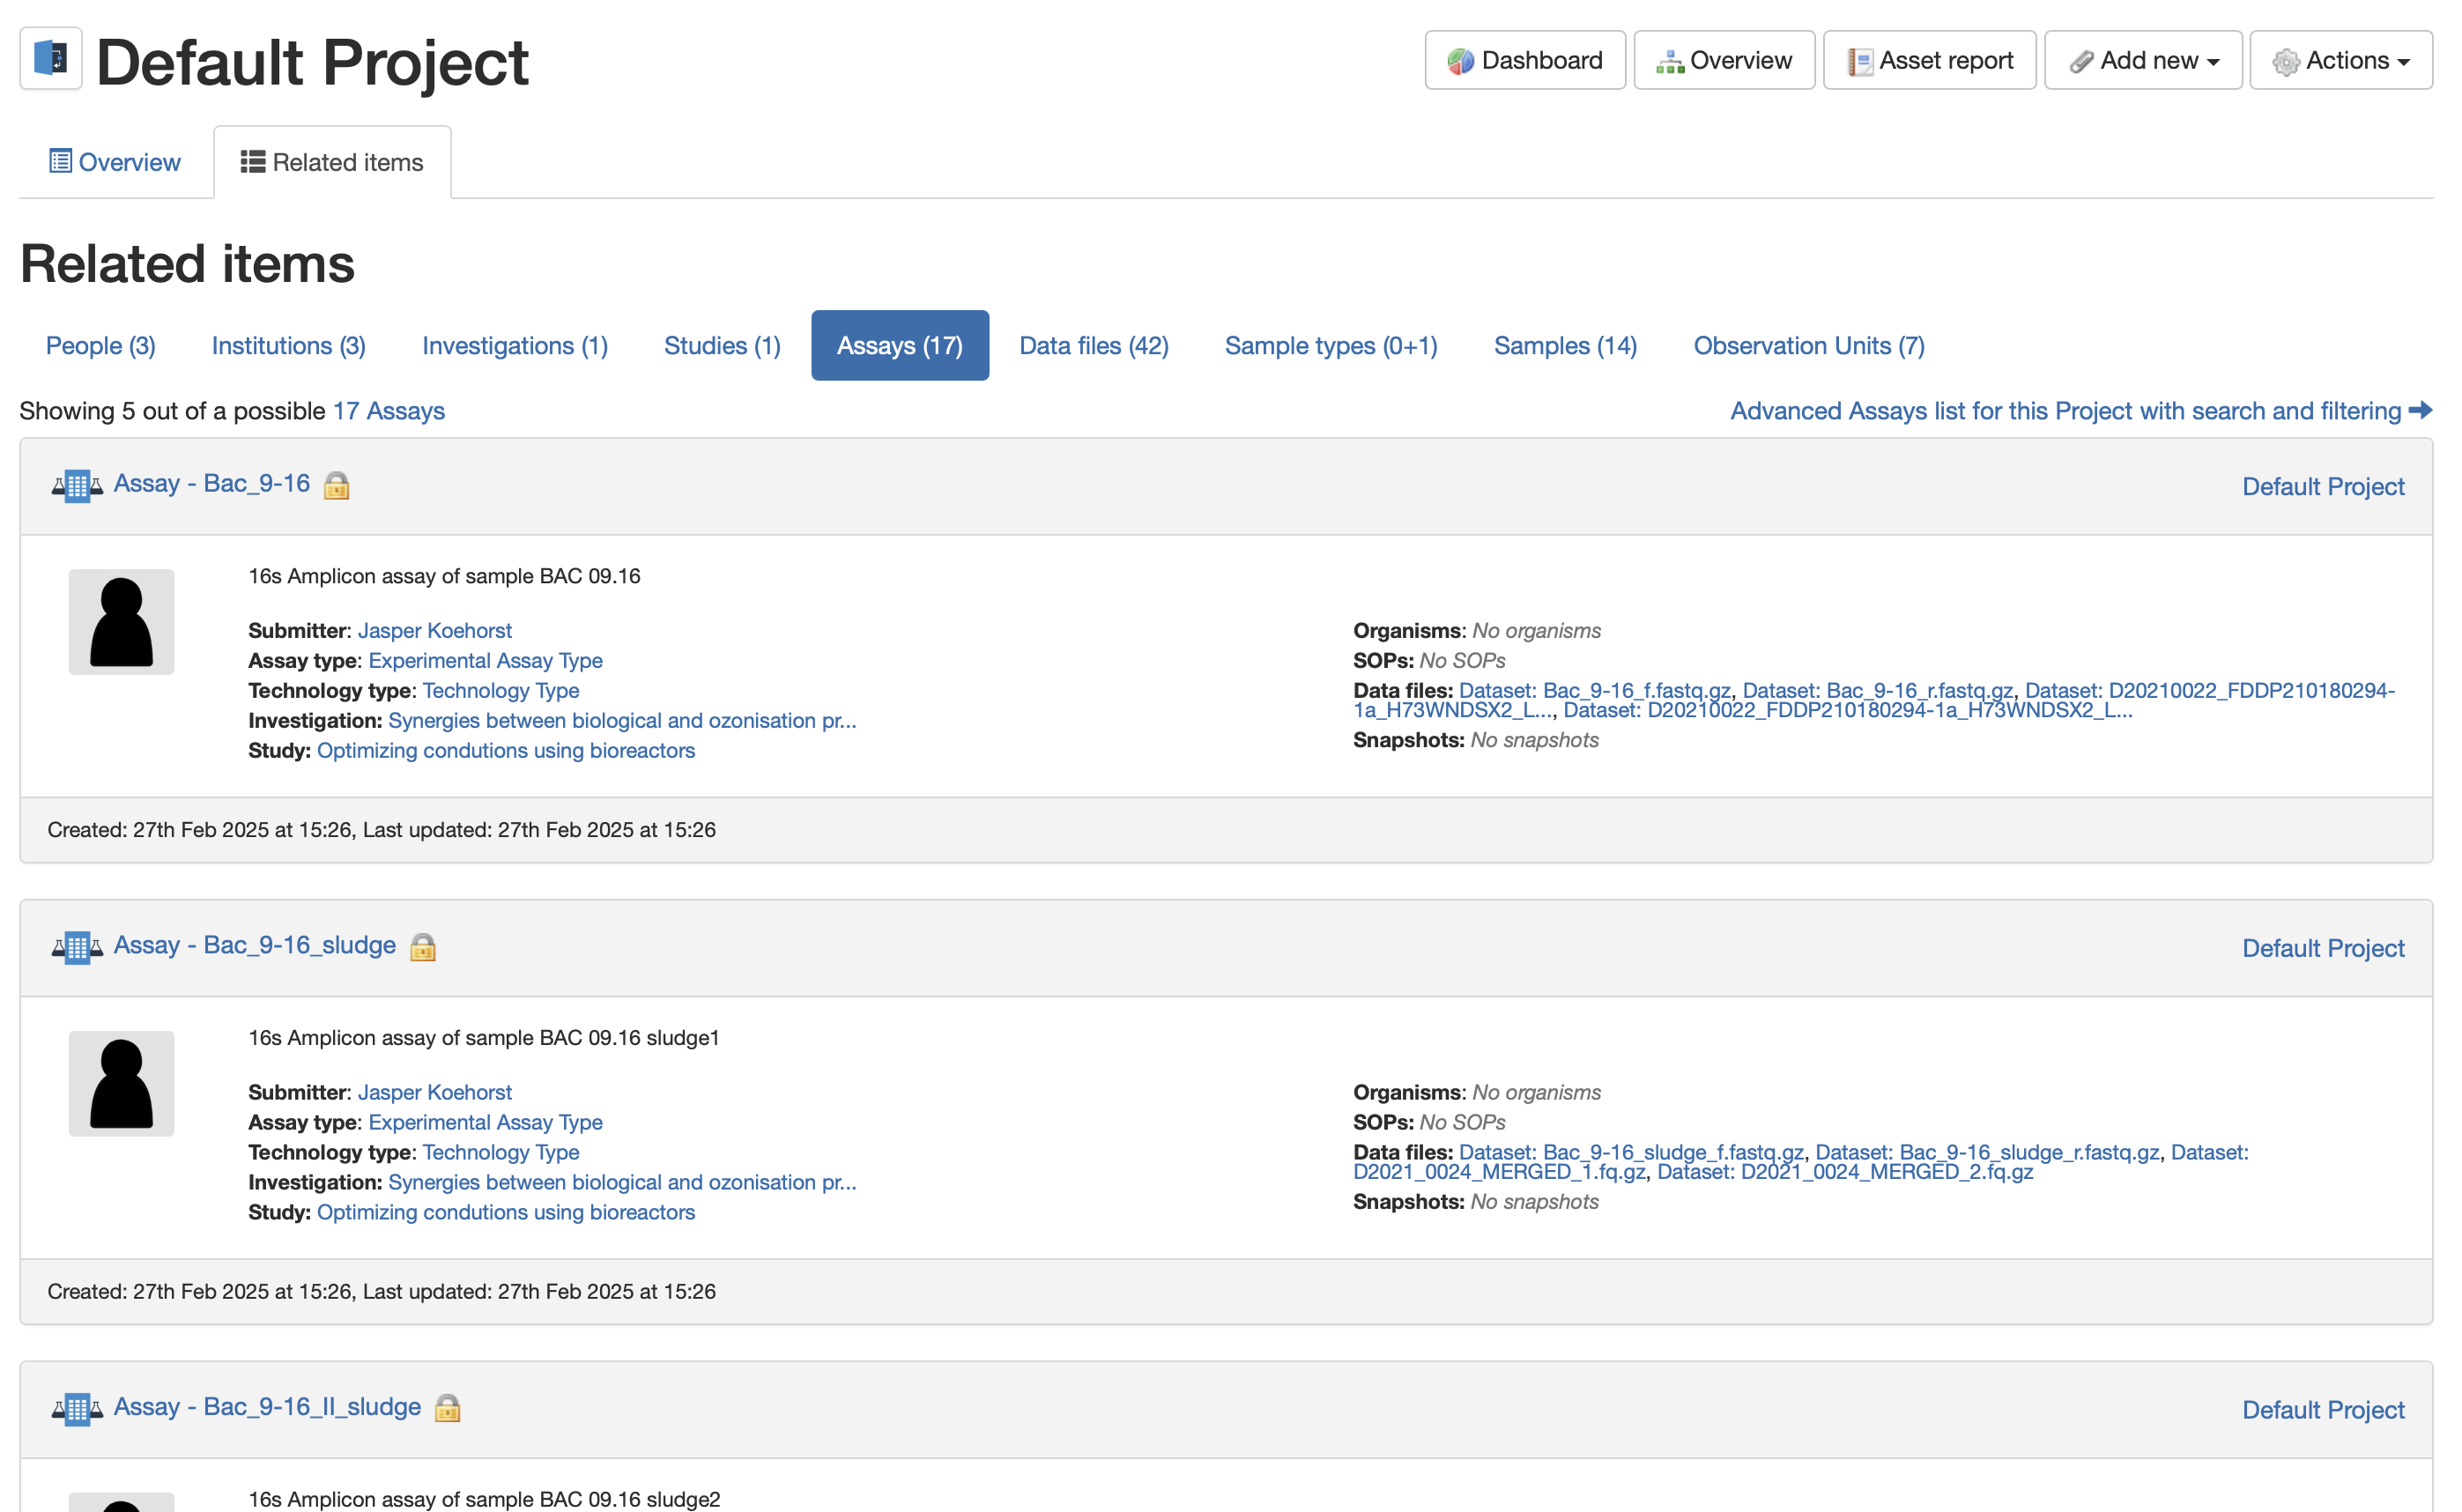 Default Project
Dashboard Overview Asset report Add new Actions
Overview Related items
Related items
People (3) Institutions (3) Investigations (1) Studies (1) Assays (17) Data files (42) Sample types (0+1) Samples (14) Observation Units (7)
Showing 5 out of a possible 17 Assays
Advanced Assays list for this Project with search and filtering
Assay - Bac_9-16
Default Project
16s Amplicon assay of sample BAC 09.16
Submitter: Jasper Koehorst
Assay type: Experimental Assay Type
Technology type: Technology Type
Investigation: Synergies between biological and ozonisation pr...
Study: Optimizing condutions using bioreactors
Organisms: No organisms
SOPs: No SOPs
Data files: Dataset: Bac_9-16_f.fastq.gz, Dataset: Bac_9-16_r.fastq.gz, Dataset: D20210022_FDDP210180294-
1a_H73WNDSX2_L..., Dataset: D20210022_FDDP210180294-1a_H73WNDSX2_L...
Snapshots: No snapshots
Created: 27th Feb 2025 at 15:26, Last updated: 27th Feb 2025 at 15:26
Assay - Bac_9-16_sludge
Default Project
16s Amplicon assay of sample BAC 09.16 sludge1
Submitter: Jasper Koehorst
Assay type: Experimental Assay Type
Technology type: Technology Type
Investigation: Synergies between biological and ozonisation pr...
Study: Optimizing condutions using bioreactors
Organisms: No organisms
SOPs: No SOPs
Data files: Dataset: Bac_9-16_sludge_f.fastq.gz, Dataset: Bac_9-16_sludge_r.fastq.gz, Dataset:
D2021_0024_MERGED_1.fq.gz, Dataset: D2021_0024_MERGED_2.fq.gz
Snapshots: No snapshots
Created: 27th Feb 2025 at 15:26, Last updated: 27th Feb 2025 at 15:26
Assay - Bac_9-16_II_sludge
Default Project
16s Amplicon assay of sample BAC 09.16 sludge2